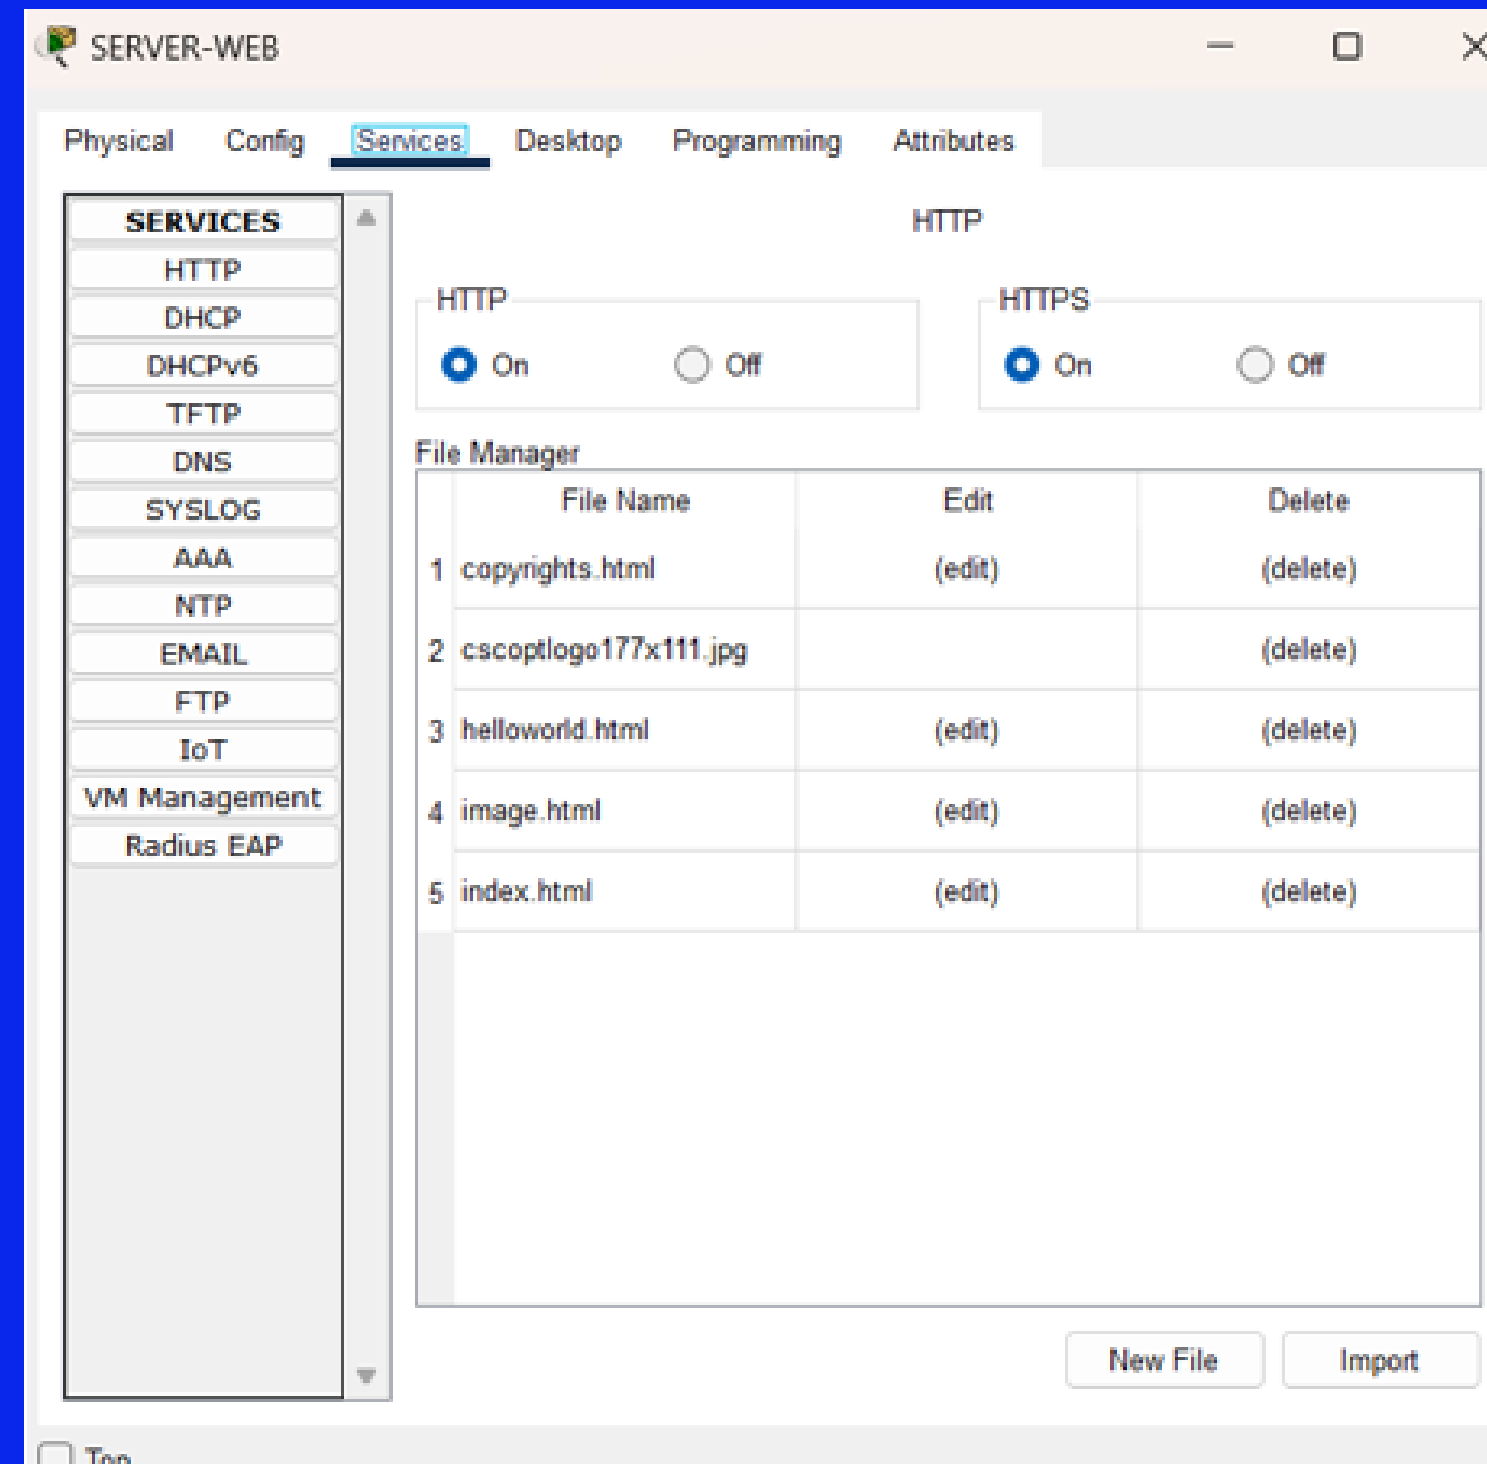 SERVER-WEB
Physical Config Services Desktop Programming Attributes
SERVICES
HTTP
DHCP
DHCPv6
TFTP
DNS
SYSLOG
AAA
NTP
EMAIL
FTP
IoT
VM Management
Radius EAP
HTTP
HTTP
On Off
HTTPS
On Off
File Manager
File Name Edit Delete
1 copyrights.html (edit) (delete)
2 cscoptlogo177x111.jpg (delete)
3 helloworld.html (edit) (delete)
4 image.html (edit) (delete)
5 index.html (edit) (delete)
New File Import
Top